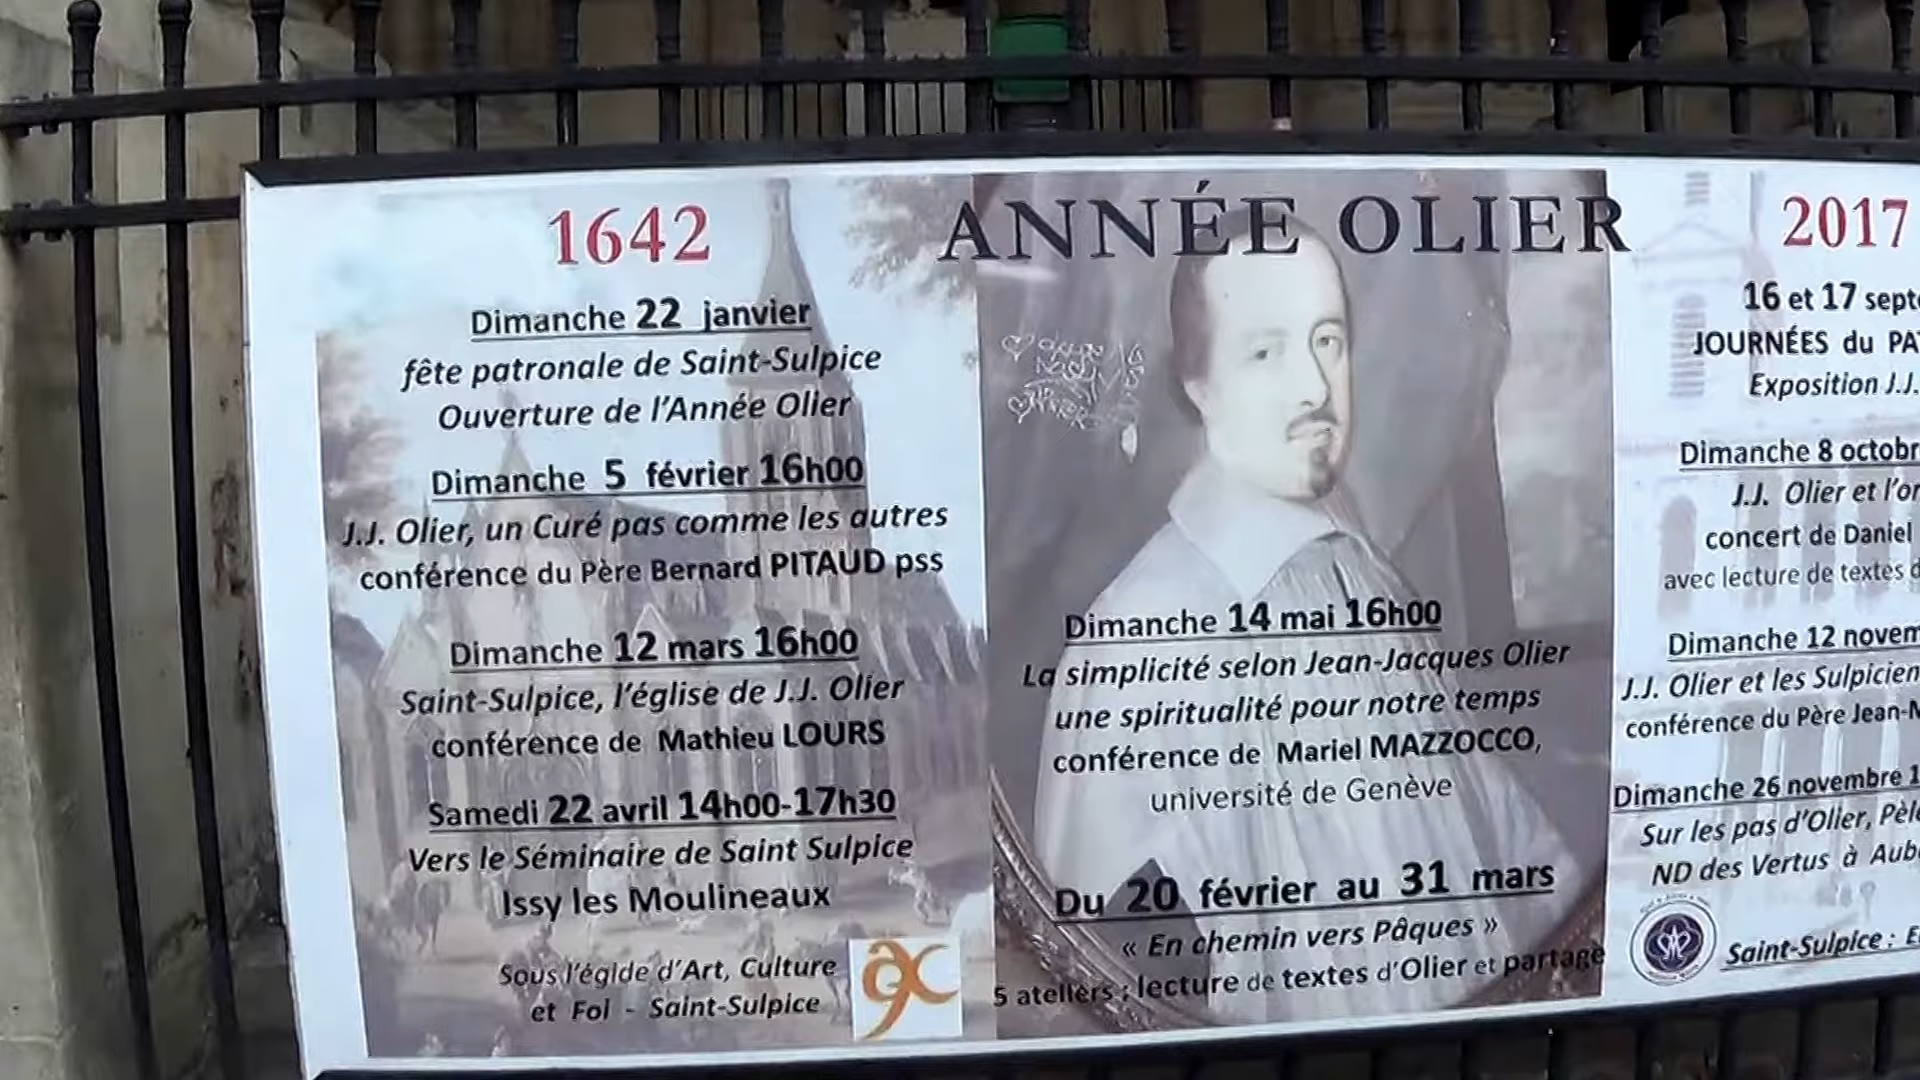 1642
ANNÉE OLIER
2017
Dimanche 22 janvier
fête patronale de Saint-Sulpice
Ouverture de l'Année Olier
Dimanche 5 février 16h00
J.J. Olier, un Curé pas comme les autres
conférence du Père Bernard PITAUD pss
Dimanche 12 mars 16h00
Saint-Sulpice, l'église de J.J. Olier
conférence de Mathieu LOURS
Samedi 22 avril 14h00-17h30
Vers le Séminaire de Saint Sulpice
Issy les Moulineaux
Sous l'égide d'Art, Culture
et Foi - Saint-Sulpice
Dimanche 14 mai 16h00
La simplicité selon Jean-Jacques Olier
une spiritualité pour notre temps
conférence de Mariel MAZZOCCO,
université de Genève
Du 20 février au 31 mars
« En chemin vers Pâques »
5 ateliers : lecture de textes d'Olier et partage
16 et 17 sept
JOURNÉES du PA
Exposition J.J.
Dimanche 8 octobr
J.J. Olier et l'or
concert de Daniel
avec lecture de textes d
Dimanche 12 novem
J.J. Olier et les Sulpicien
conférence du Père Jean-M
Dimanche 26 novembre 1
Sur les pas d'Olier, Pèle
ND des Vertus à Aub
Saint-Sulpice : E